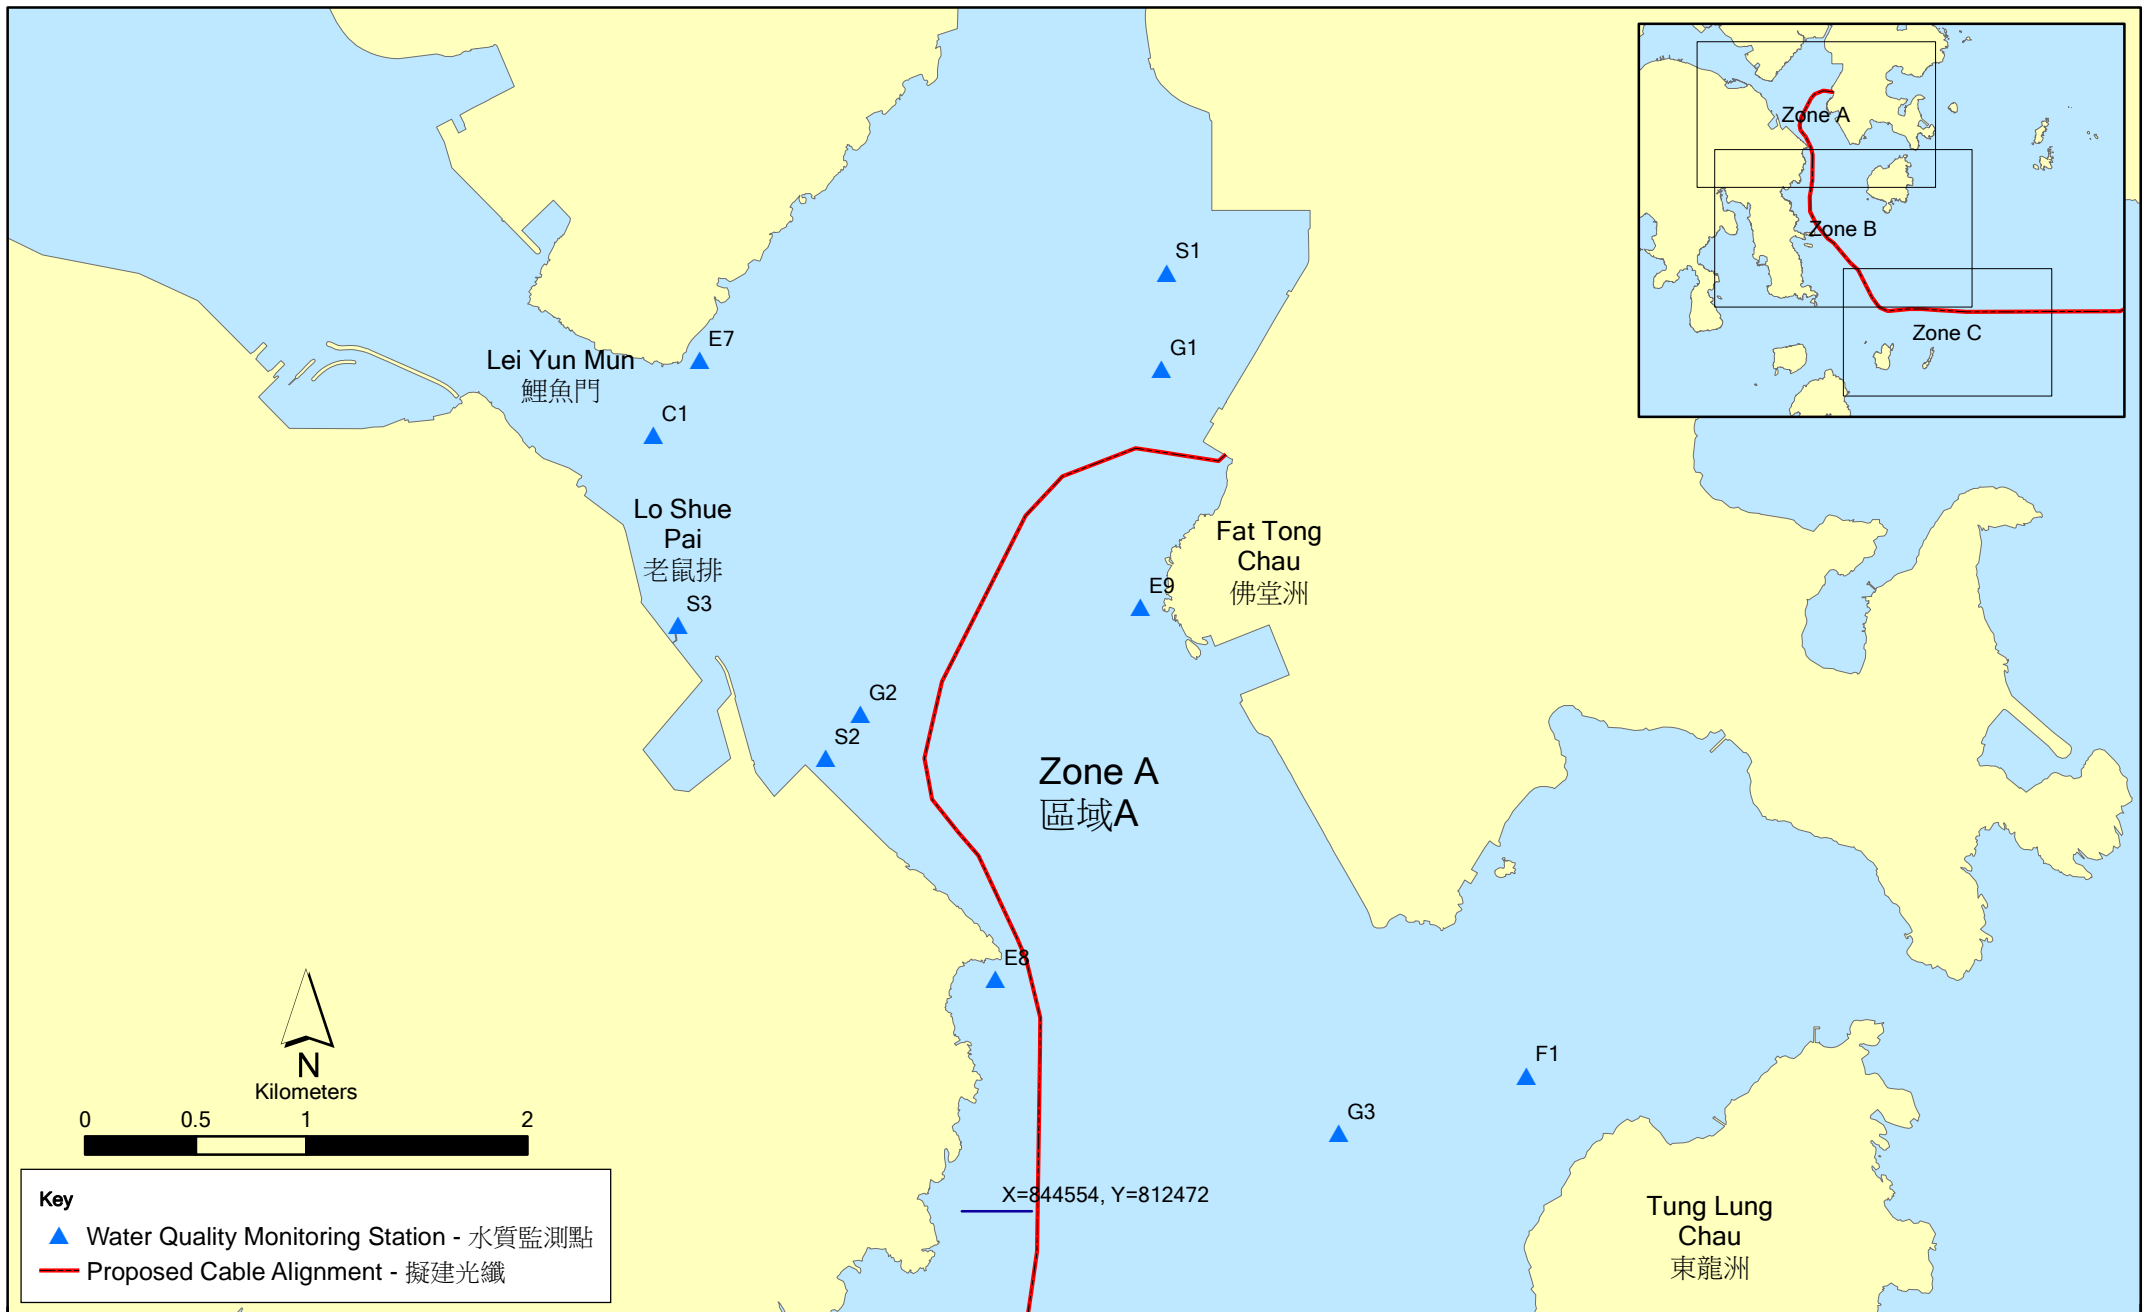 Zone A
Zone B
Zone C
S1
E7
G1
Lei Yun Mun
鯉魚門
C1
Lo Shue
Pai
老鼠排
Fat Tong
Chau
佛堂洲
E9
S3
G2
S2
Zone A
區域A
E8
F1
G3
N
Kilometers
0 0.5 1 2
X=844554, Y=812472
Tung Lung
Chau
東龍洲
Key
Water Quality Monitoring Station - 水質監測點
Proposed Cable Alignment - 擬建光纖